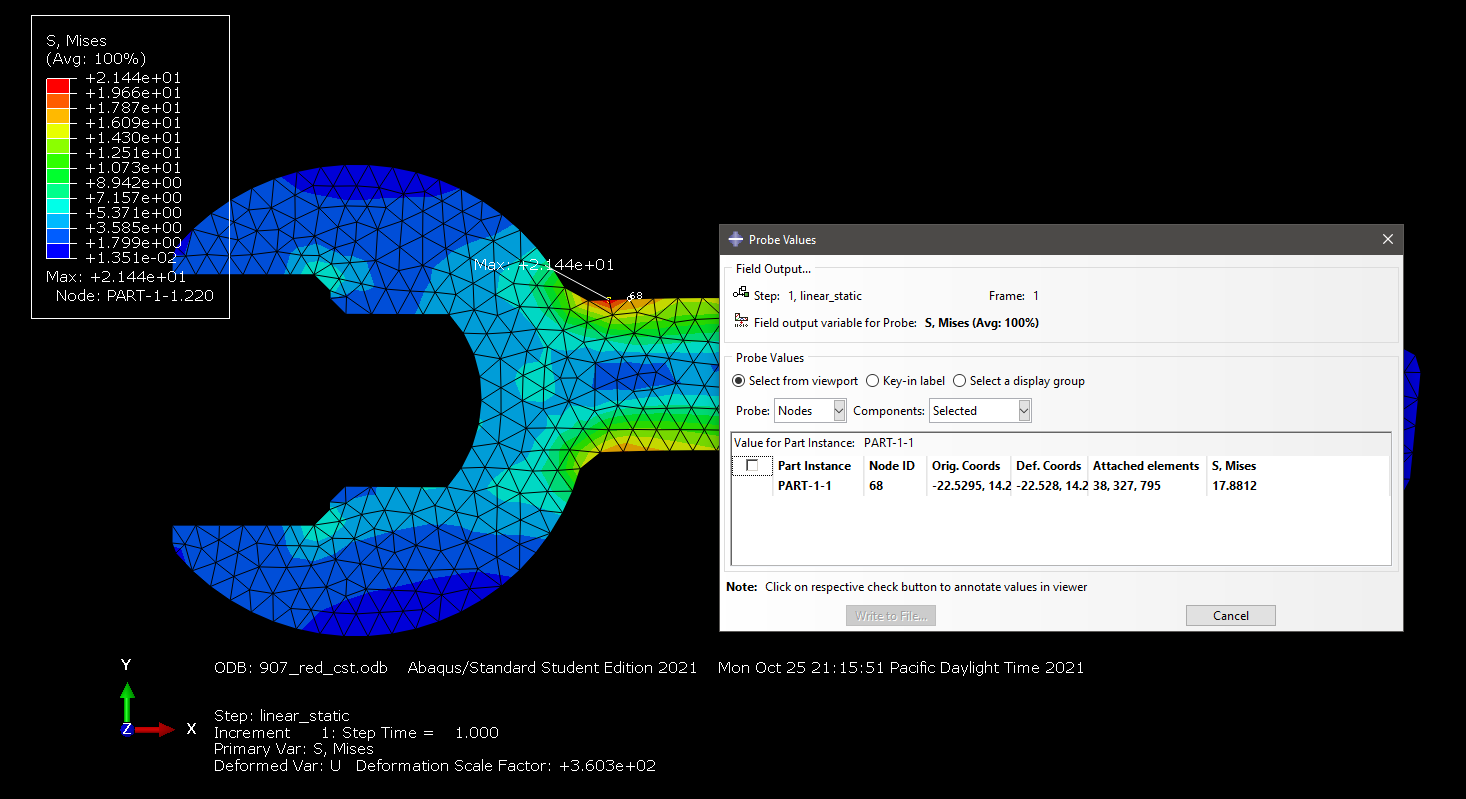 S, Mises
(Avg: 100%)
+2.144e+01
+1.966e+01
+1.787e+01
+1.609e+01
+1.430e+01
+1.251e+01
+1.073e+01
+8.942e+00
+7.157e+00
+5.371e+00
+3.585e+00
+1.799e+00
+1.351e-02
Max: +2.144e+01
Node: PART-1-1.220
Max: +2.144e+01
68
Probe Values
Field Output...
Step: 1, linear_static Frame: 1
Field output variable for Probe: S, Mises (Avg: 100%)
Probe Values
Select from viewport Key-in label Select a display group
Probe: Nodes Components: Selected
Value for Part Instance: PART-1-1
Part Instance Node ID Orig. Coords Def. Coords Attached elements S, Mises
PART-1-1 68 -22.5295, 14.2 -22.528, 14.2 38, 327, 795 17.8812
Note: Click on respective check button to annotate values in viewer
Write to File... Cancel
Y
Z X
ODB: 907_red_cst.odb Abaqus/Standard Student Edition 2021 Mon Oct 25 21:15:51 Pacific Daylight Time 2021
Step: linear_static
Increment 1: Step Time = 1.000
Primary Var: S, Mises
Deformed Var: U Deformation Scale Factor: +3.603e+02